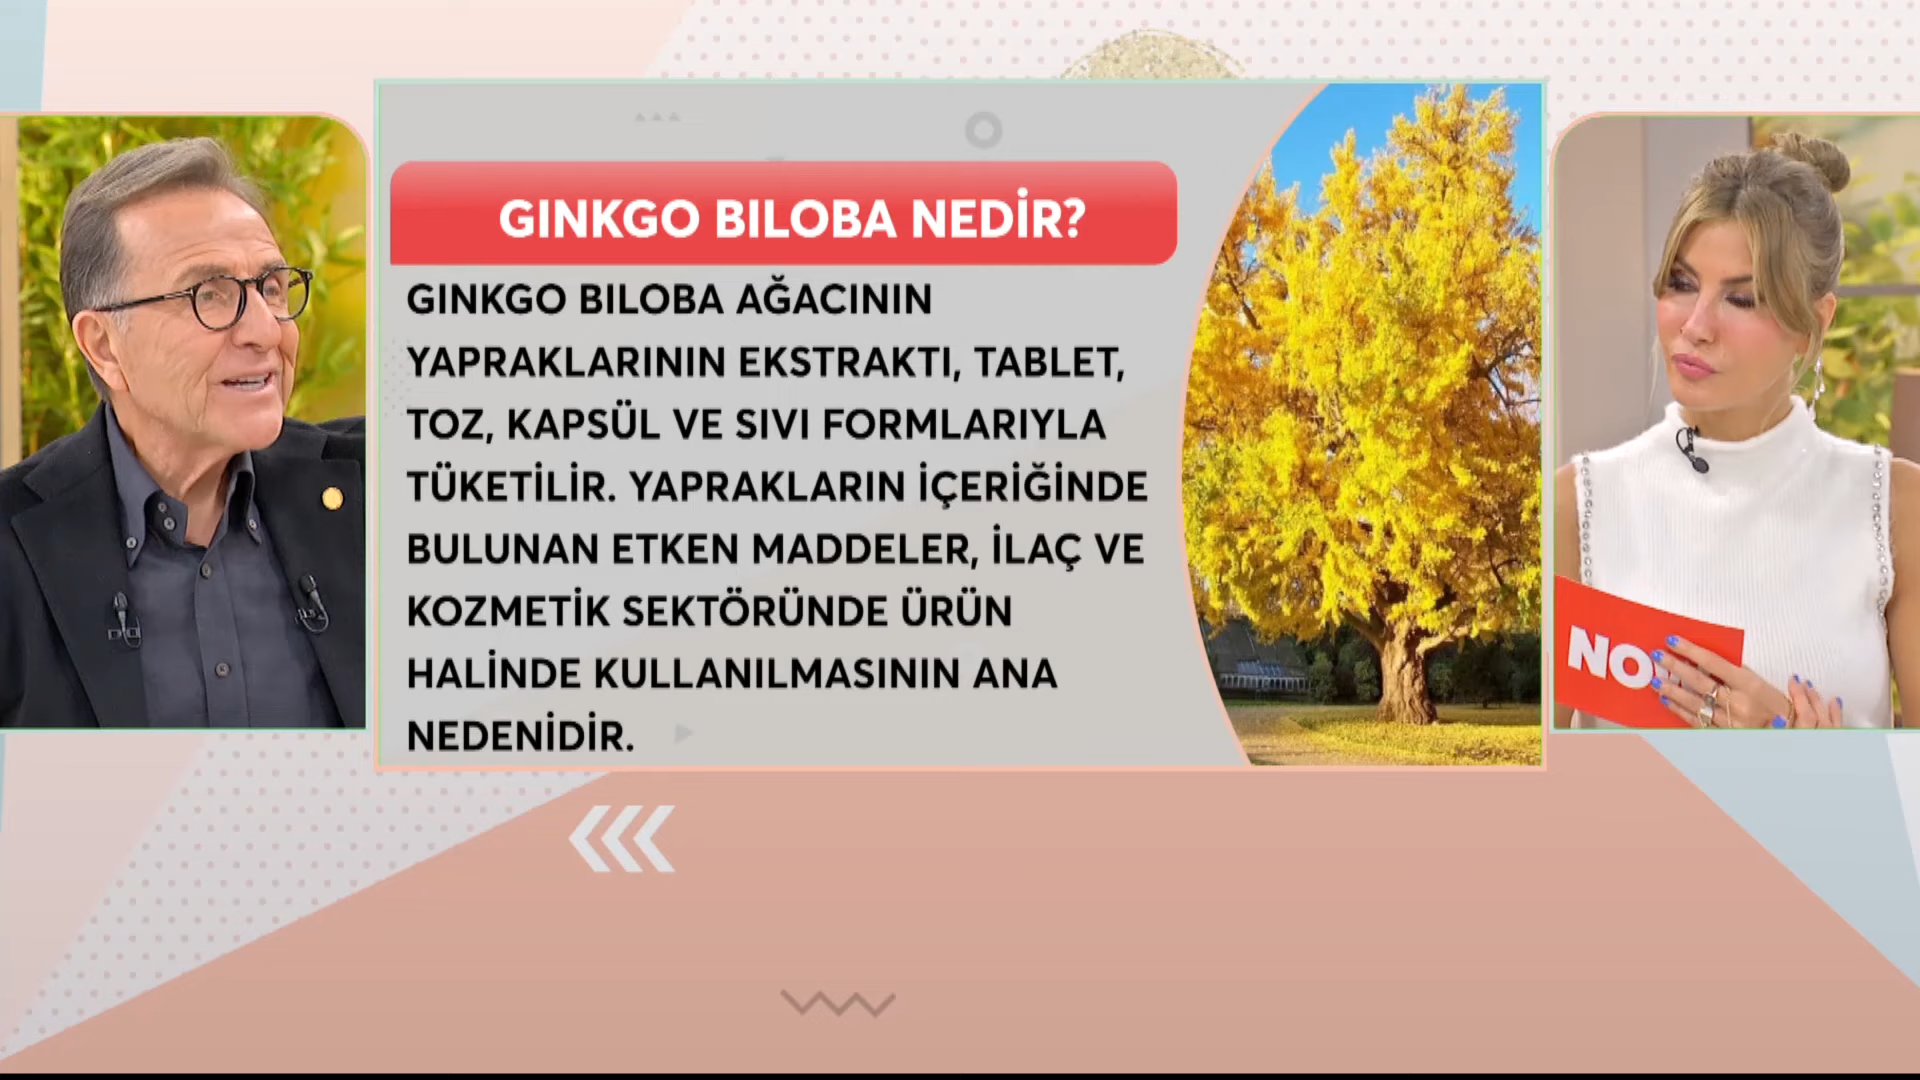 GINKGO BILOBA NEDİR?
GINKGO BILOBA AĞACININ
YAPRAKLARININ EKSTRAKTI, TABLET,
TOZ, KAPSÜL VE SIVI FORMLARIYLA
TÜKETİLİR. YAPRAKLARIN İÇERİĞİNDE
BULUNAN ETKEN MADDELER, İLAÇ VE
KOZMETİK SEKTÖRÜNDE ÜRÜN
HALİNDE KULLANILMASININ ANA
NEDENİDİR.